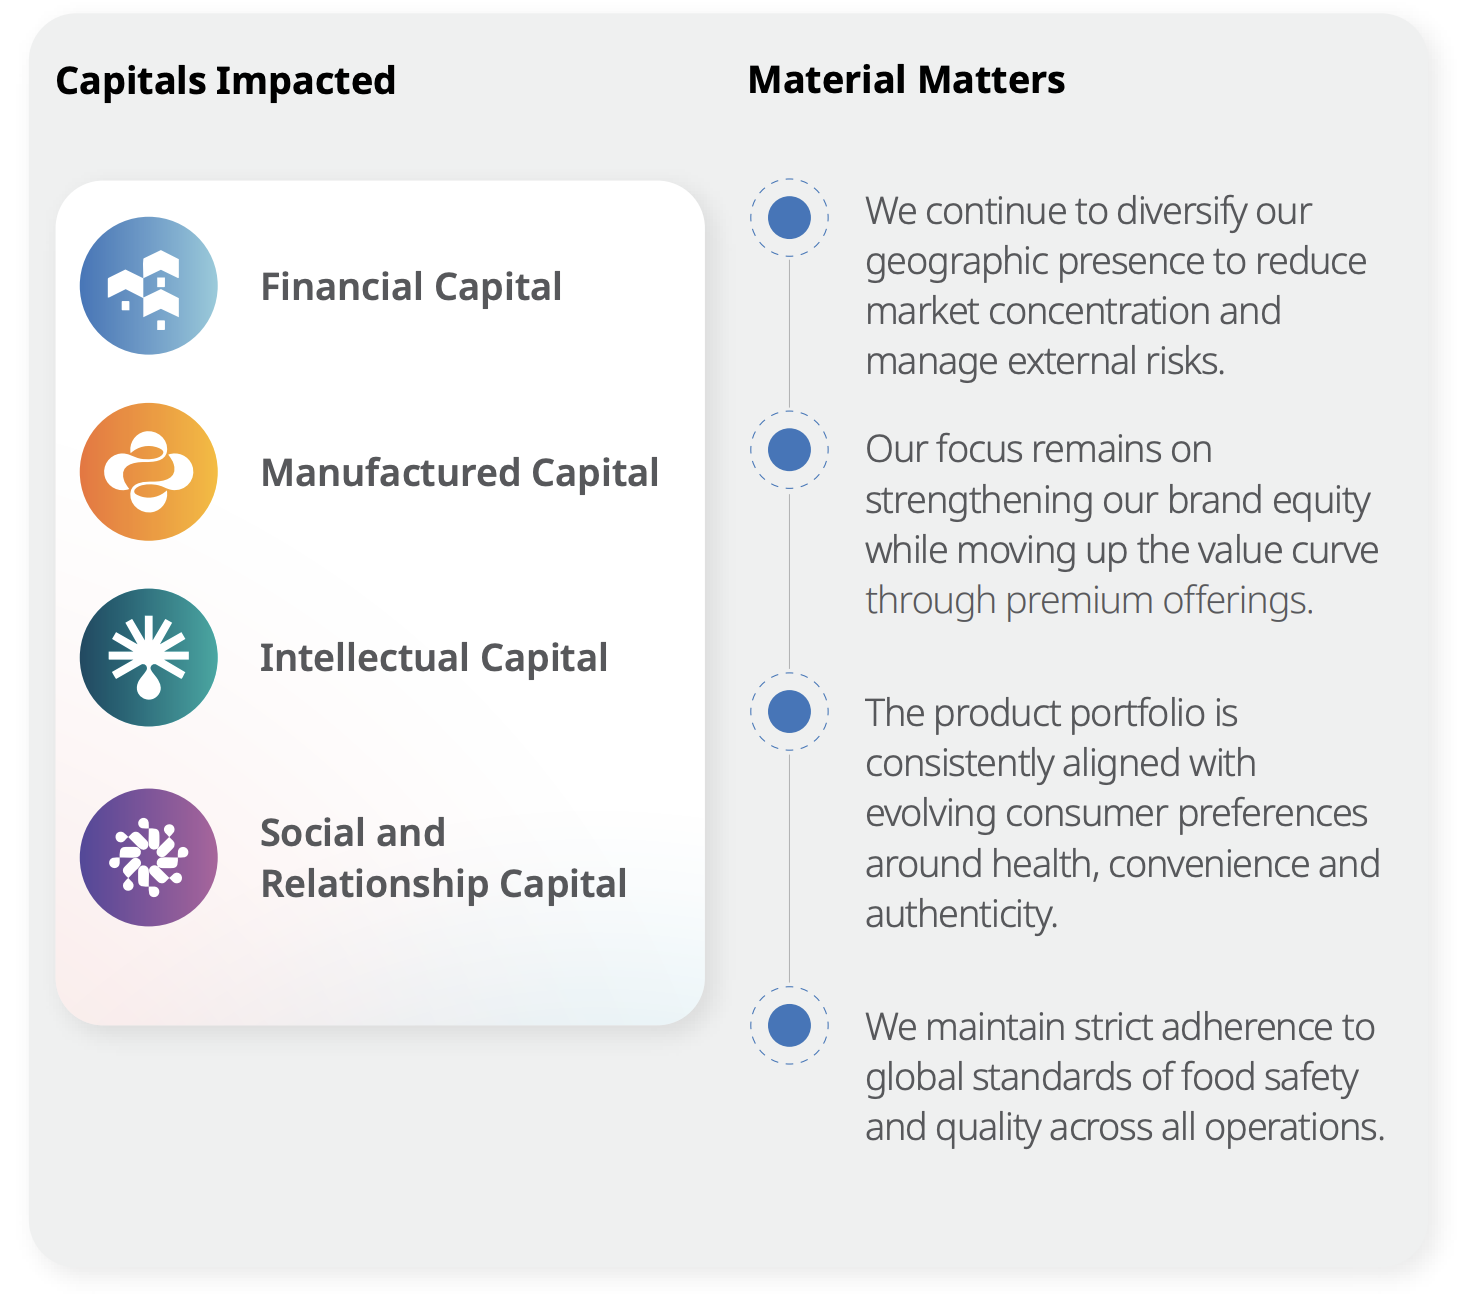 Capitals Impacted
Financial Capital
Manufactured Capital
Intellectual Capital
Social and
Relationship Capital
Material Matters
We continue to diversify our
geographic presence to reduce
market concentration and
manage external risks.
Our focus remains on
strengthening our brand equity
while moving up the value curve
through premium offerings.
The product portfolio is
consistently aligned with
evolving consumer preferences
around health, convenience and
authenticity.
We maintain strict adherence to
global standards of food safety
and quality across all operations.